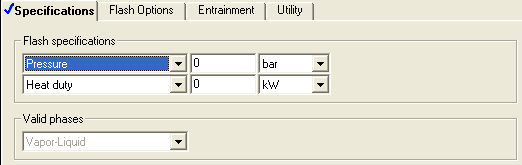 Specifications Flash Options Entrainment Utility
Flash specifications
Pressure 0 bar
Heat duty 0 kW
Valid phases
Vapor-Liquid